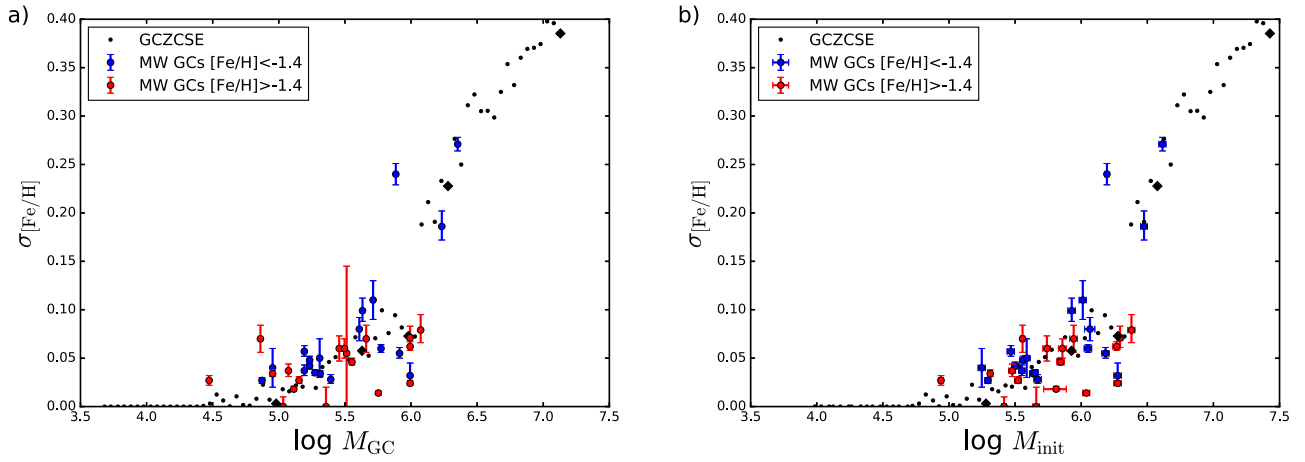 a)
0.40
0.35
0.30
0.25
0.20
0.15
0.10
0.05
0.00
σ[Fe/H]
GCZCSE
MW GCs [Fe/H]<-1.4
MW GCs [Fe/H]>-1.4
3.5 4.0 4.5 5.0 5.5 6.0 6.5 7.0 7.5
log M_GC
b)
0.40
0.35
0.30
0.25
0.20
0.15
0.10
0.05
0.00
σ[Fe/H]
GCZCSE
MW GCs [Fe/H]<-1.4
MW GCs [Fe/H]>-1.4
3.5 4.0 4.5 5.0 5.5 6.0 6.5 7.0 7.5
log M_init